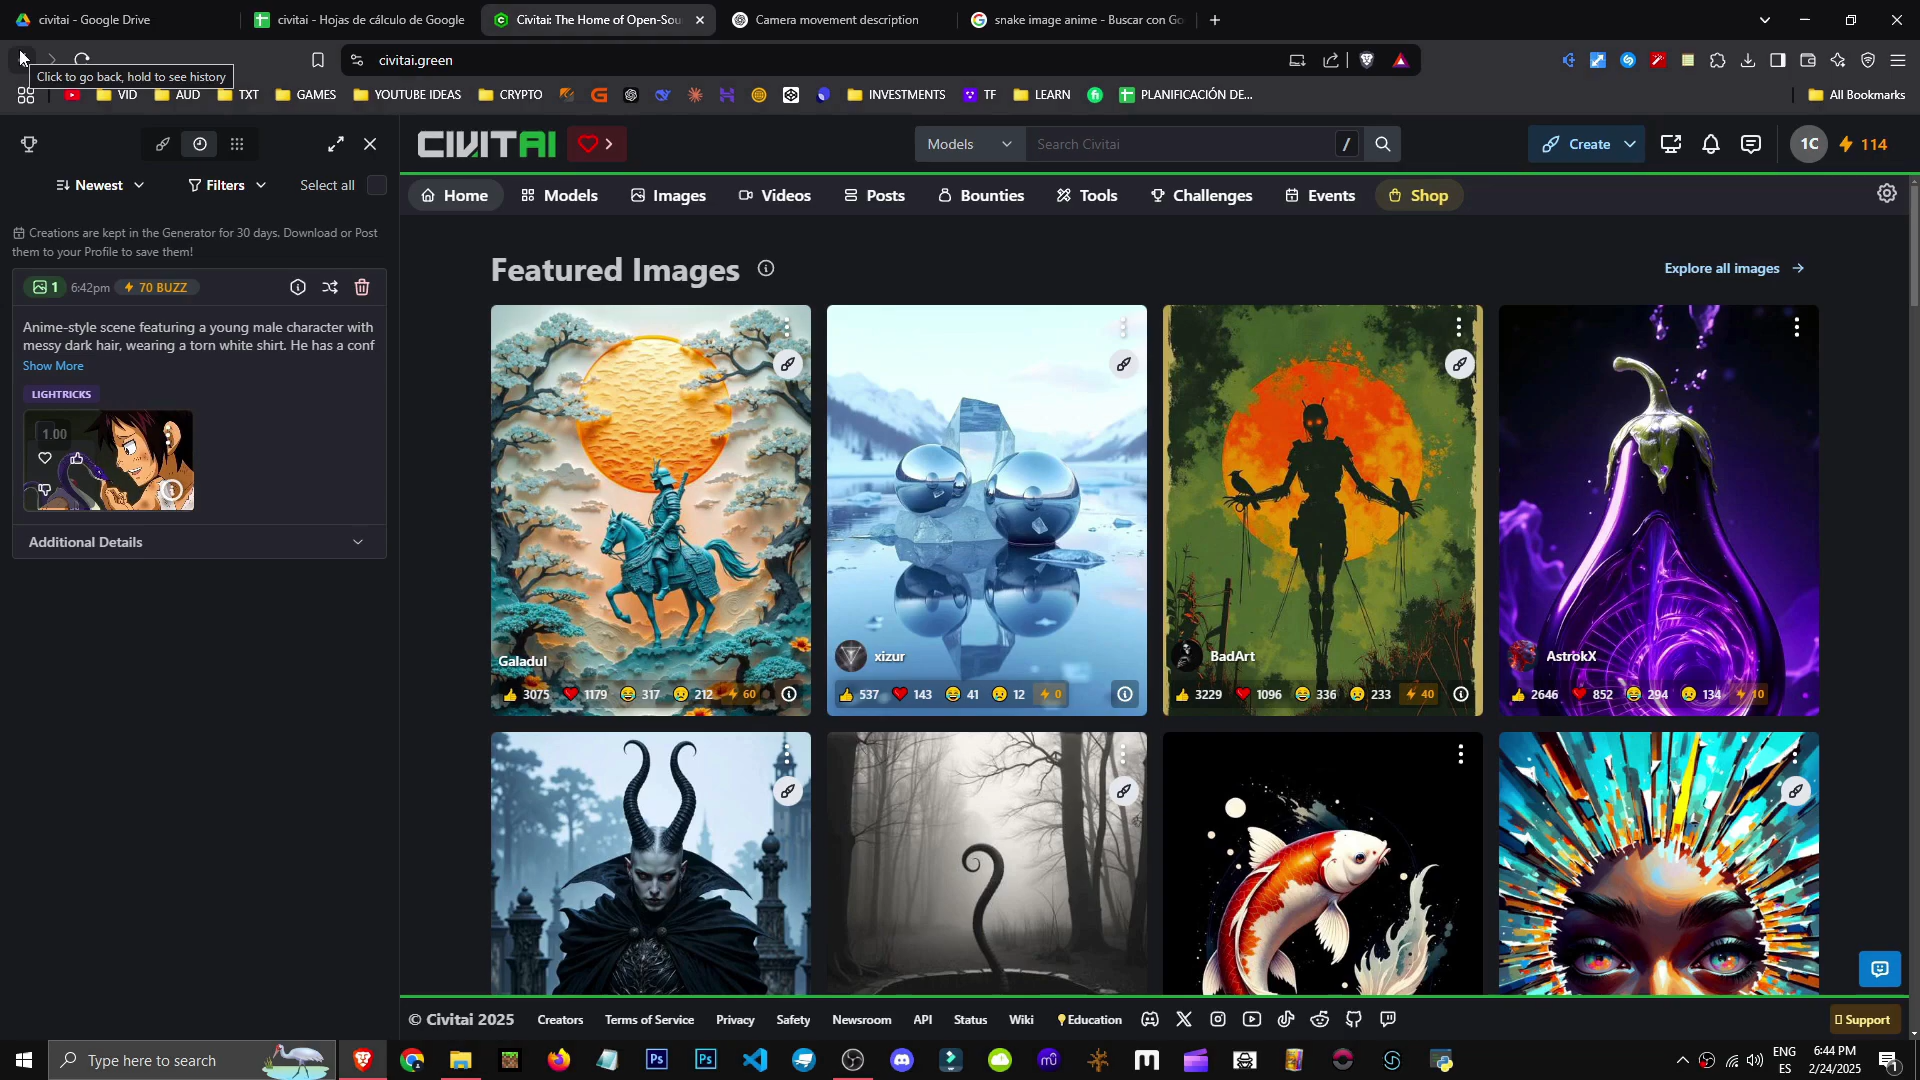 civitai - Google Drive
civitai - Hojas de cálculo de Google
Civitai: The Home of Open-Sou
Camera movement description
snake image anime - Buscar con Go
civitai.green
Click to go back, hold to see history
VID
AUD
TXT
GAMES
YOUTUBE IDEAS
CRYPTO
INVESTMENTS
TF
LEARN
PLANIFICACIÓN DE...
All Bookmarks
CIVITAI
Models
Search Civitai
/
Create
1C
114
Newest
Filters
Select all
Home
Models
Images
Videos
Posts
Bounties
Tools
Challenges
Events
Shop
Creations are kept in the Generator for 30 days. Download or Post
them to your Profile to save them!
1
6:42pm
70 BUZZ
Anime-style scene featuring a young male character with
messy dark hair, wearing a torn white shirt. He has a conf
Show More
LIGHTRICKS
1.00
Additional Details
Featured Images
Explore all images
Galadul
3075
1179
317
212
60
xizur
537
143
41
12
0
BadArt
3229
1096
336
233
40
AstrokX
2646
852
294
134
10
© Civitai 2025
Creators
Terms of Service
Privacy
Safety
Newsroom
API
Status
Wiki
Education
Support
Type here to search
ENG
ES
6:44 PM
2/24/2025
1